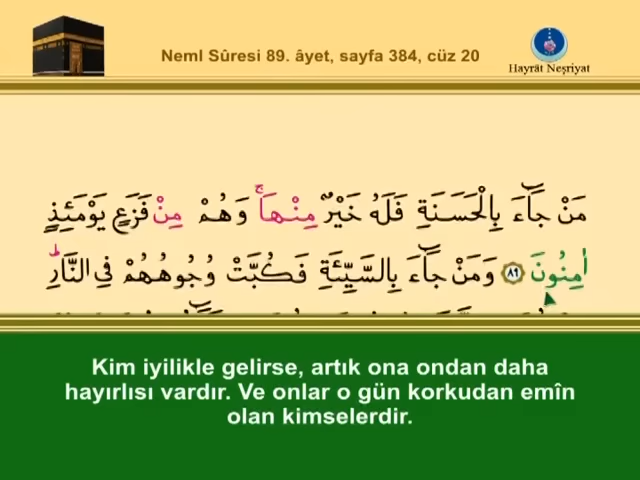 Neml Sûresi 89. âyet, sayfa 384, cüz 20
Hayrât Neşriyat
مَنْ جَٓاءَ بِالْحَسَنَةِ فَلَهُ خَيْرٌ مِنْهَاۚ وَهُمْ مِنْ فَزَعٍ يَوْمَئِذٍ
اٰمِنُونَ ﴿٨٩﴾ وَمَنْ جَٓاءَ بِالسَّيِّئَةِ فَكُبَّتْ وُجُوهُهُمْ فِي النَّارِۜ
Kim iyilikle gelirse, artık ona ondan daha
hayırlısı vardır. Ve onlar o gün korkudan emîn
olan kimselerdir.